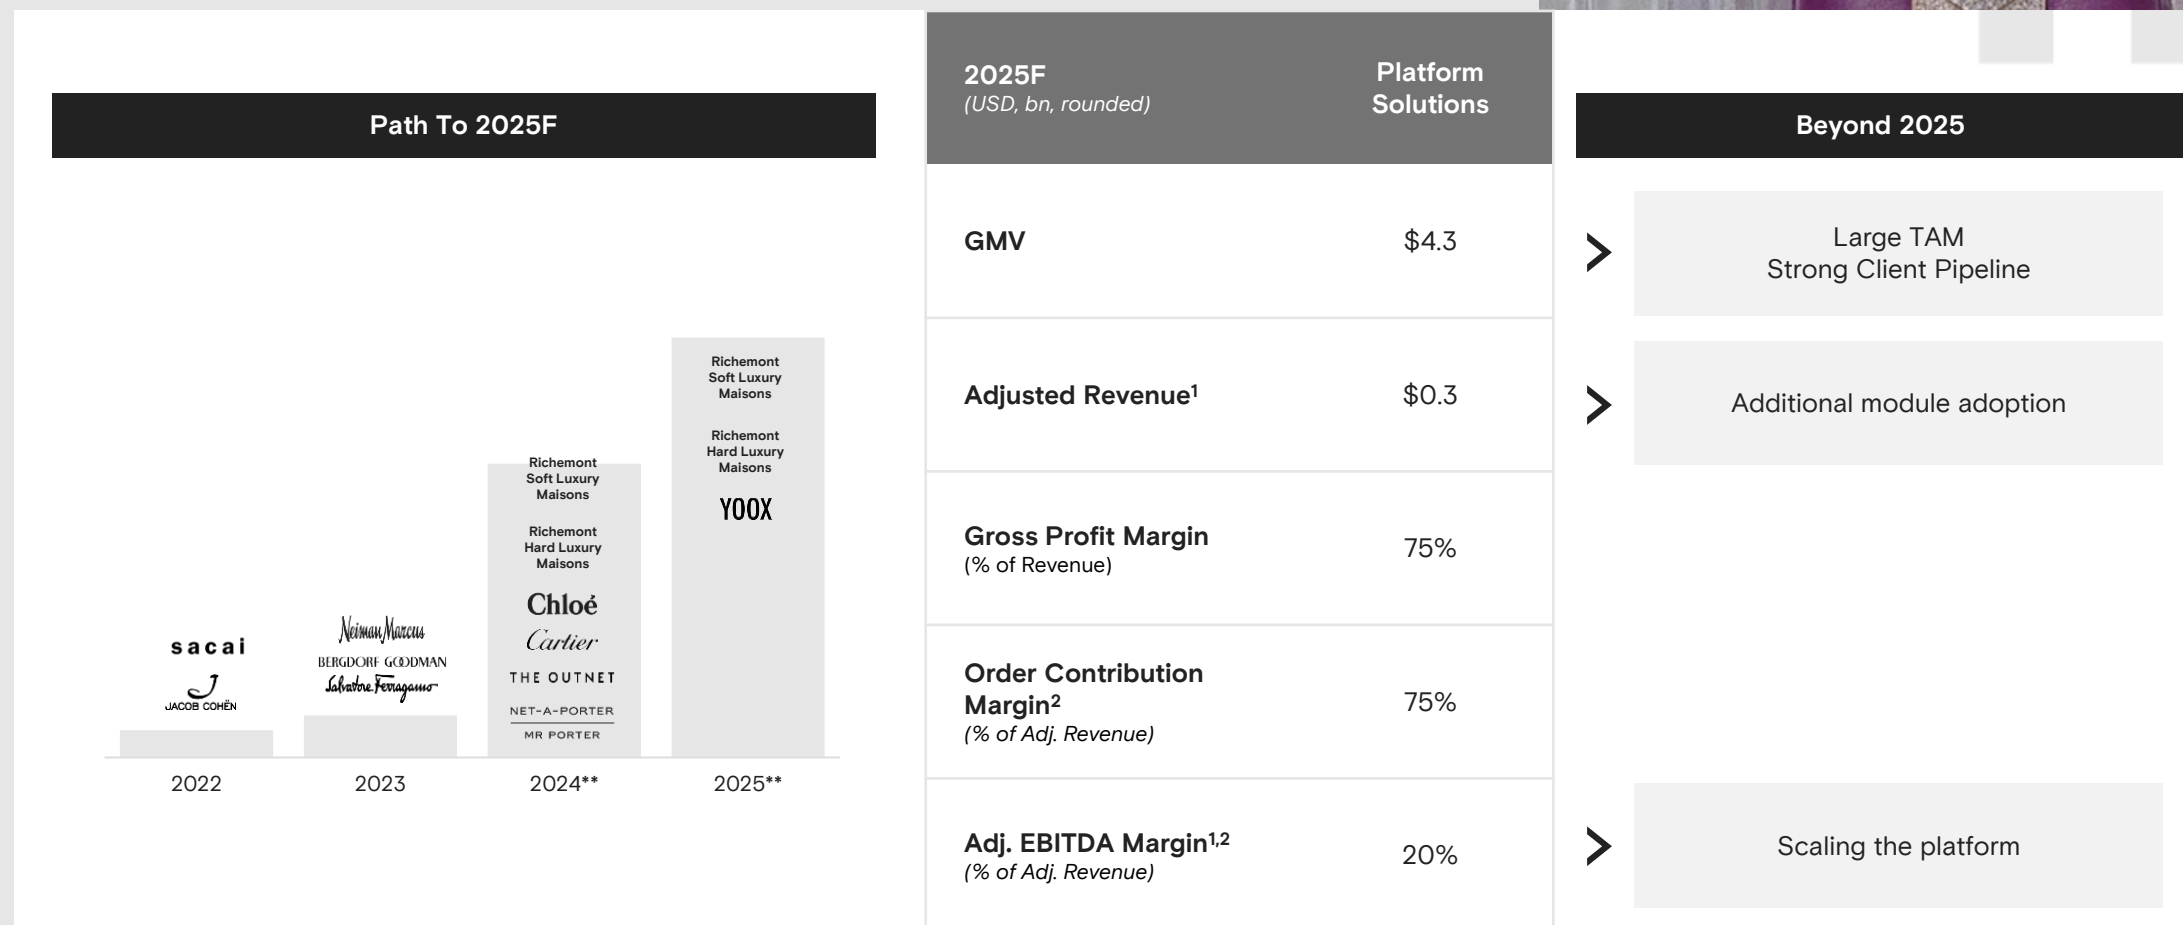 Path To 2025F
Richemont
Soft Luxury
Maisons
Richemont
Hard Luxury
Maisons
YOOX
Richemont
Soft Luxury
Maisons
Richemont
Hard Luxury
Maisons
Chloé
Cartier
THE OUTNET
NET-A-PORTER
MR PORTER
Neiman Marcus
BERGDORF GOODMAN
Salvatore Ferragamo
sacai
J
JACOB COHËN
2022
2023
2024**
2025**
2025F
(USD, bn, rounded)
Platform
Solutions
GMV
$4.3
Adjusted Revenue¹
$0.3
Gross Profit Margin
(% of Revenue)
75%
Order Contribution
Margin²
(% of Adj. Revenue)
75%
Adj. EBITDA Margin¹,²
(% of Adj. Revenue)
20%
Beyond 2025
Large TAM
Strong Client Pipeline
Additional module adoption
Scaling the platform